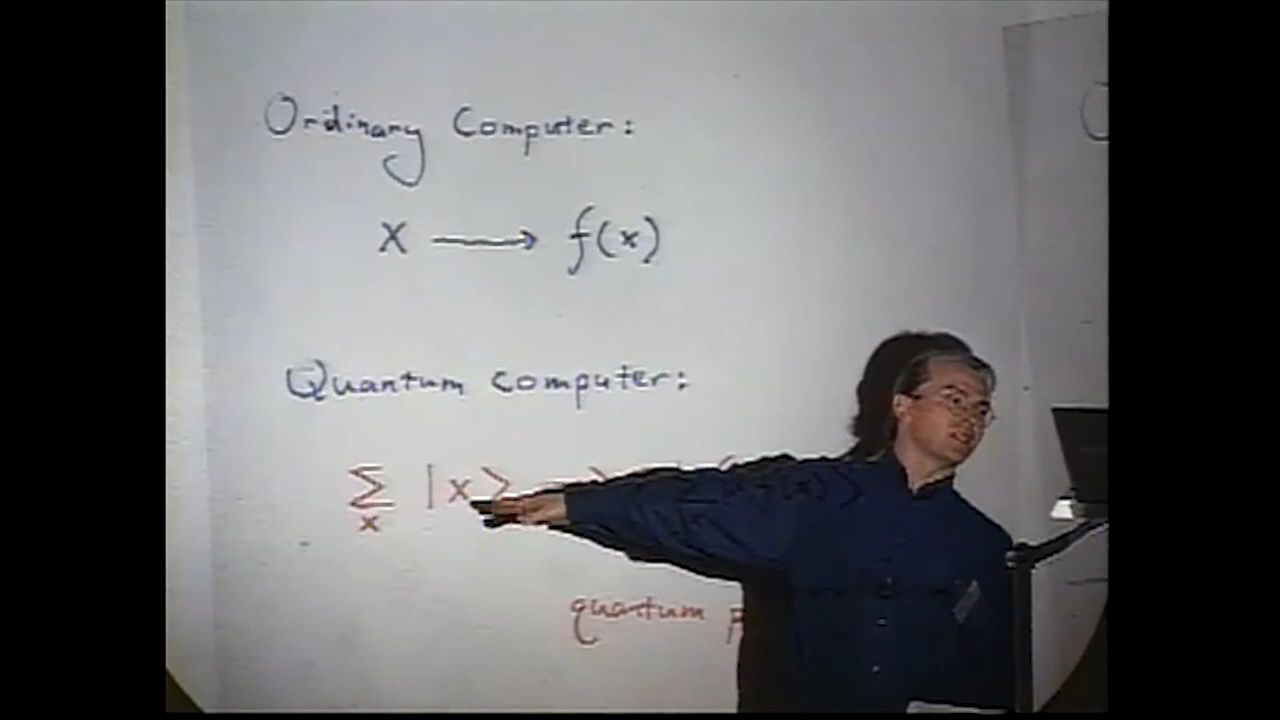 Ordinary Computer:
x ⟶ f(x)
Quantum computer:
∑ₓ |x⟩
quantum